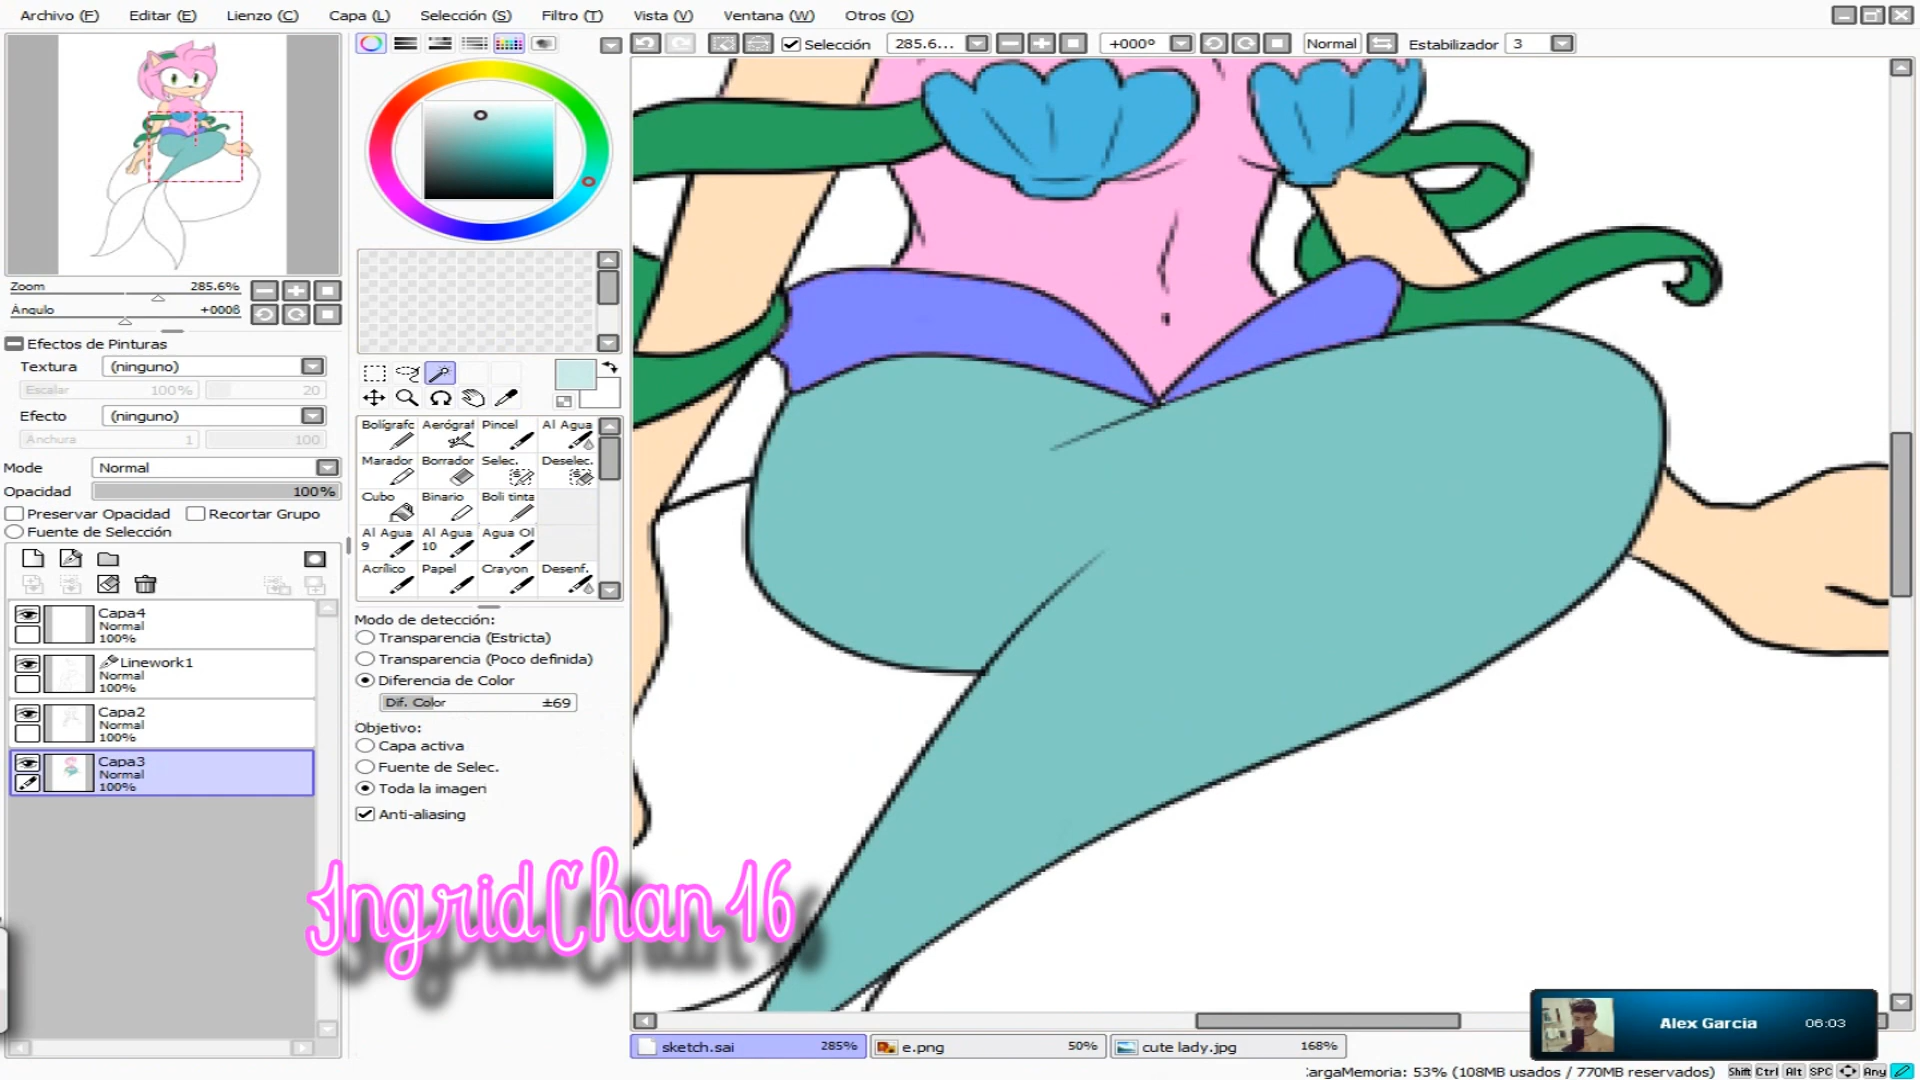 Archivo (F) Editar (E) Lienzo (C) Capa (L) Selección (S) Filtro (T) Vista (V) Ventana (W) Otros (O)
Selección 285.6... +000º Normal Estabilizador 3
Zoom 285.6%
Ángulo +000ß
Efectos de Pinturas
Textura (ninguno)
Escalar 100% 20
Efecto (ninguno)
Anchura 1 100
Mode Normal
Opacidad 100%
Preservar Opacidad Recortar Grupo
Fuente de Selección
Capa4
Normal
100%
Linework1
Normal
100%
Capa2
Normal
100%
Capa3
Normal
100%
Bolígrafc Aerógraf Pincel Al Agua
Marador Borrador Selec. Deselec.
Cubo Binario Boli tinta
Al Agua 9 Al Agua 10 Agua Ol
Acrílico Papel Crayon Desenf.
Modo de detección:
Transparencia (Estricta)
Transparencia (Poco definida)
Diferencia de Color
Dif. Color ±69
Objetivo:
Capa activa
Fuente de Selec.
Toda la imagen
Anti-aliasing
IngridChan16
Alex Garcia 06:03
sketch.sai 285% e.png 50% cute lady.jpg 168%
:argaMemoria: 53% (108MB usados / 770MB reservados) Shift Ctrl Alt SPC Any